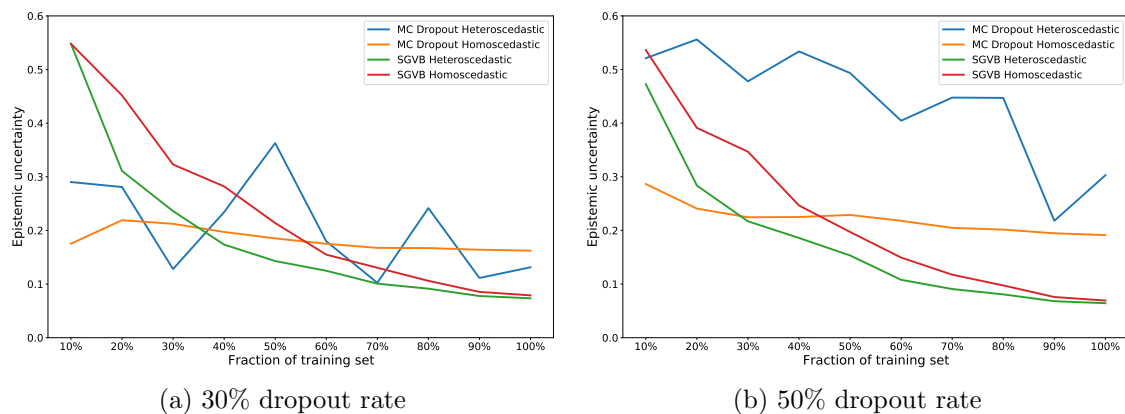 0.6
0.5
0.4
0.3
0.2
0.1
0.0
Epistemic uncertainty
MC Dropout Heteroscedastic
MC Dropout Homoscedastic
SGVB Heteroscedastic
SGVB Homoscedastic
10% 20% 30% 40% 50% 60% 70% 80% 90% 100%
Fraction of training set
(a) 30% dropout rate
0.6
0.5
0.4
0.3
0.2
0.1
0.0
Epistemic uncertainty
MC Dropout Heteroscedastic
MC Dropout Homoscedastic
SGVB Heteroscedastic
SGVB Homoscedastic
10% 20% 30% 40% 50% 60% 70% 80% 90% 100%
Fraction of training set
(b) 50% dropout rate